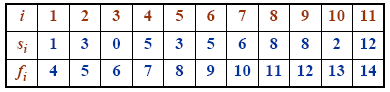 i 1 2 3 4 5 6 7 8 9 10 11
sᵢ 1 3 0 5 3 5 6 8 8 2 12
fᵢ 4 5 6 7 8 9 10 11 12 13 14